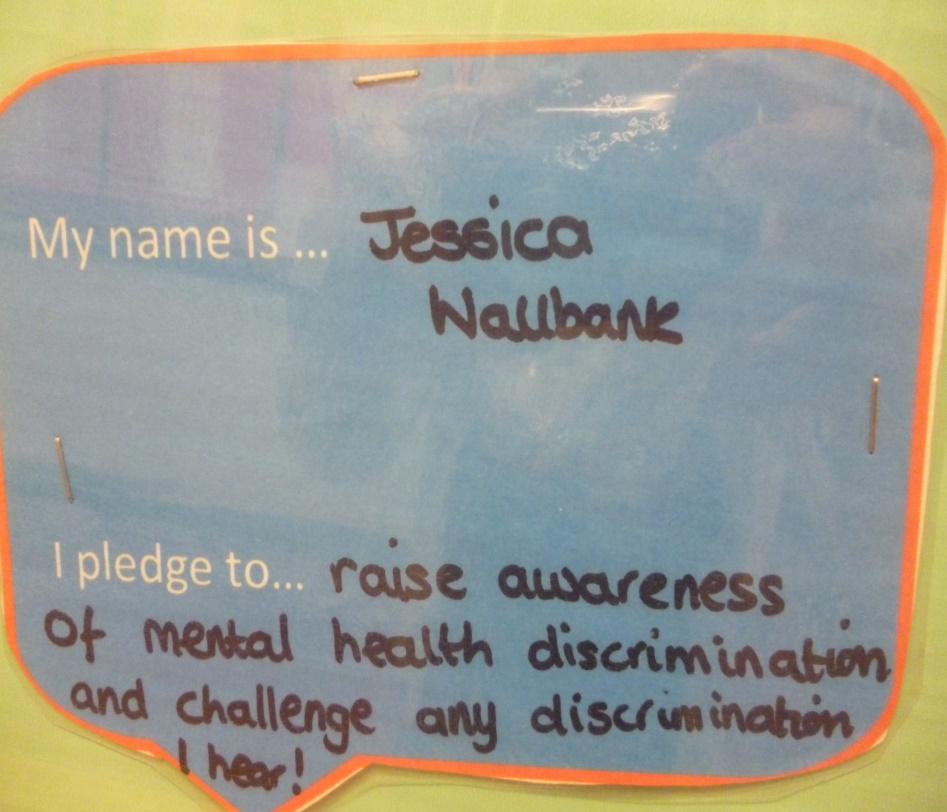 My name is ... Jessica
Wallbank
I pledge to... raise awareness
of mental health discrimination
and challenge any discrimination
I hear!